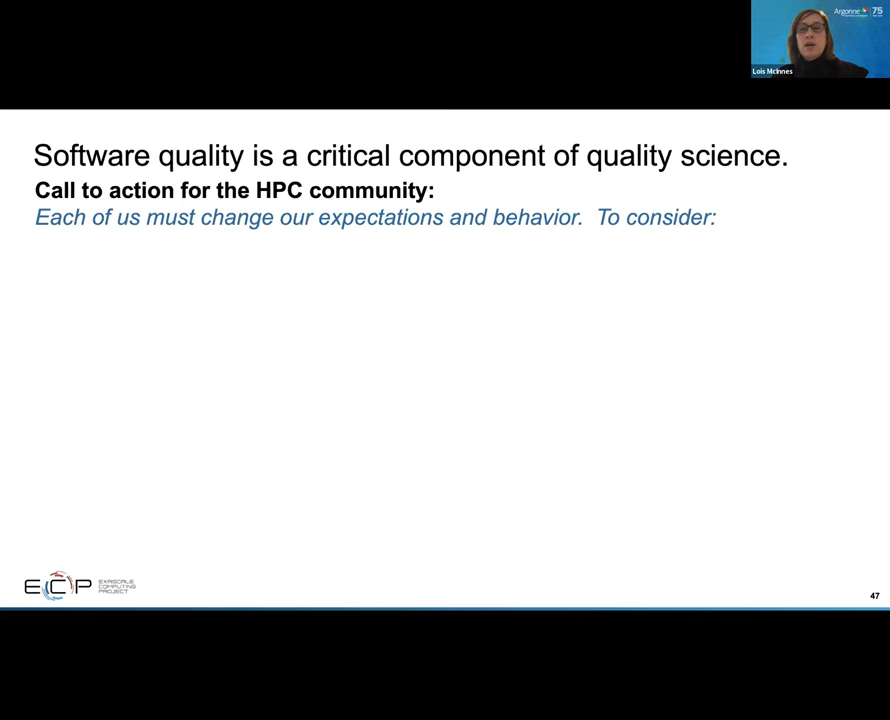 Argonne 75
Lois McInnes
Software quality is a critical component of quality science.
Call to action for the HPC community:
Each of us must change our expectations and behavior. To consider:
ECP EXASCALE COMPUTING PROJECT
47